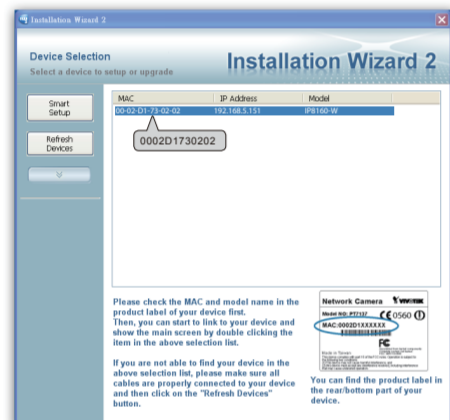 Installation Wizard 2
Device Selection
Select a device to setup or upgrade
Installation Wizard 2
Smart
Setup
Refresh
Devices
MAC IP Address Model
00-02-D1-73-02-02 192.168.5.151 IP8160-W
0002D1730202
Please check the MAC and model name in the
product label of your device first.
Then, you can start to link to your device and
show the main screen by double clicking the
item in the above selection list.
If you are not able to find your device in the
above selection list, please make sure all
cables are properly connected to your device
and then click on the "Refresh Devices"
button.
Network Camera VIVOTEK
Model NO: PT7137
CE 0560
MAC:0002D1XXXXXX
FC
Made in Taiwan
You can find the product label in
the rear/bottom part of your
device.